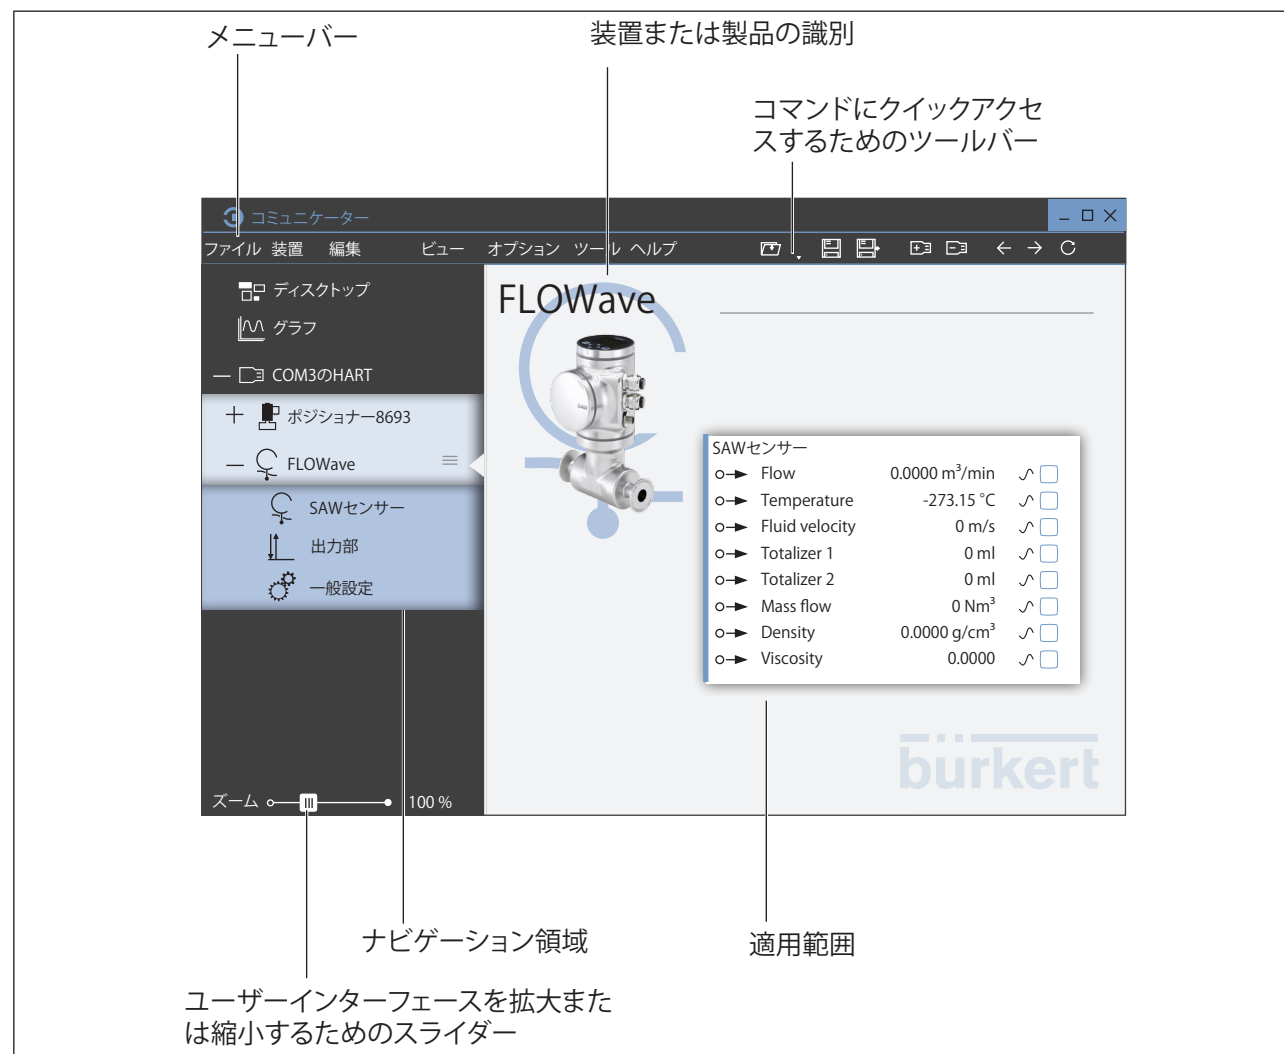 メニューバー
装置または製品の識別
コマンドにクイックアクセ
スするためのツールバー
コミュニケーター
ファイル 装置 編集 ビュー オプション ツール ヘルプ
ディスクトップ
グラフ
COM3のHART
ポジショナー8693
FLOWave
SAWセンサー
出力部
一般設定
ズーム 100 %
FLOWave
SAWセンサー
Flow 0.0000 m³/min
Temperature -273.15 °C
Fluid velocity 0 m/s
Totalizer 1 0 ml
Totalizer 2 0 ml
Mass flow 0 Nm³
Density 0.0000 g/cm³
Viscosity 0.0000
bürkert
ナビゲーション領域
適用範囲
ユーザーインターフェースを拡大また
は縮小するためのスライダー